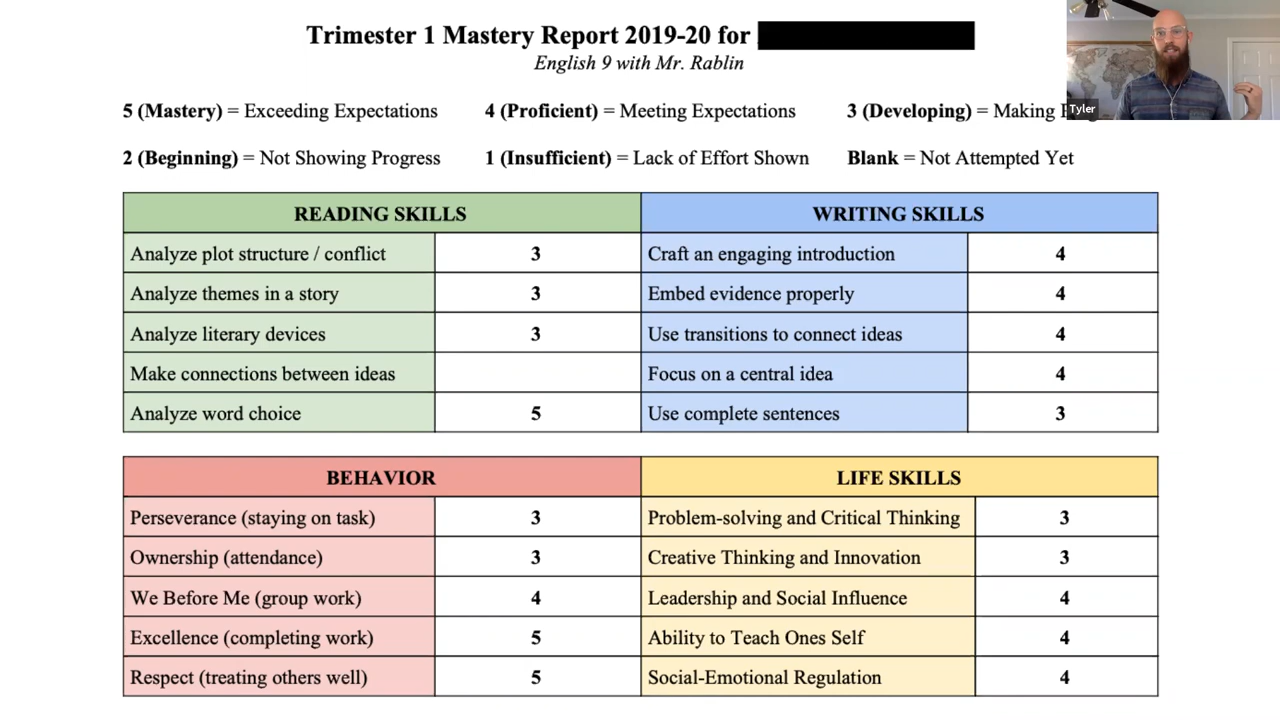 Trimester 1 Mastery Report 2019-20 for
English 9 with Mr. Rablin
Tyler
5 (Mastery) = Exceeding Expectations 4 (Proficient) = Meeting Expectations 3 (Developing) = Making
2 (Beginning) = Not Showing Progress 1 (Insufficient) = Lack of Effort Shown Blank = Not Attempted Yet
READING SKILLS WRITING SKILLS
Analyze plot structure / conflict 3 Craft an engaging introduction 4
Analyze themes in a story 3 Embed evidence properly 4
Analyze literary devices 3 Use transitions to connect ideas 4
Make connections between ideas Focus on a central idea 4
Analyze word choice 5 Use complete sentences 3
BEHAVIOR LIFE SKILLS
Perseverance (staying on task) 3 Problem-solving and Critical Thinking 3
Ownership (attendance) 3 Creative Thinking and Innovation 3
We Before Me (group work) 4 Leadership and Social Influence 4
Excellence (completing work) 5 Ability to Teach Ones Self 4
Respect (treating others well) 5 Social-Emotional Regulation 4